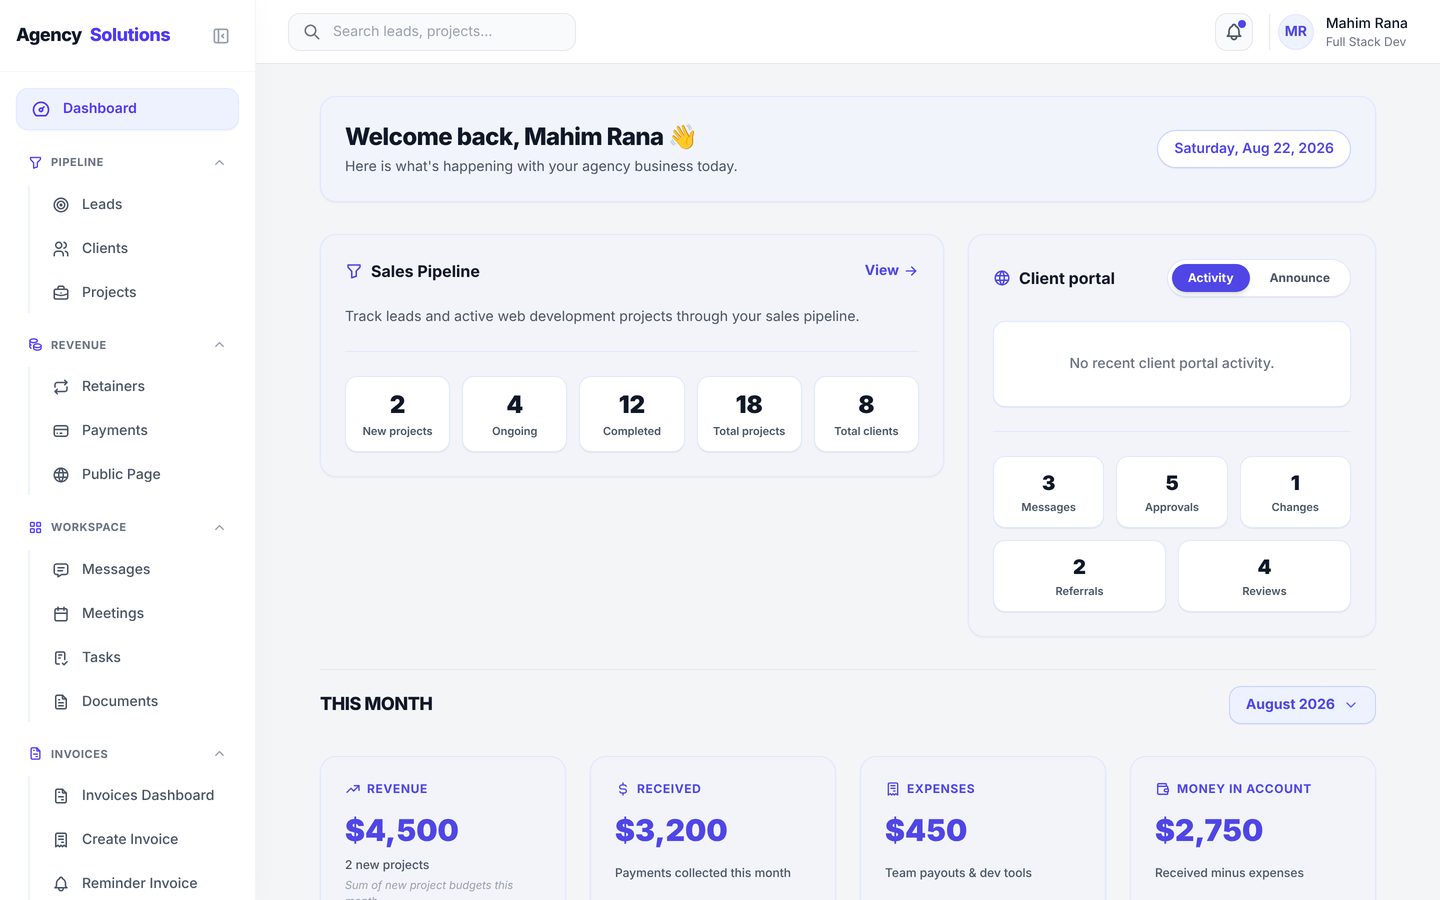 Agency Solutions
Search leads, projects...
MR
Mahim Rana
Full Stack Dev
Dashboard
PIPELINE
Leads
Clients
Projects
REVENUE
Retainers
Payments
Public Page
WORKSPACE
Messages
Meetings
Tasks
Documents
INVOICES
Invoices Dashboard
Create Invoice
Reminder Invoice
Welcome back, Mahim Rana 👋
Here is what's happening with your agency business today.
Saturday, Aug 22, 2026
Sales Pipeline
View →
Track leads and active web development projects through your sales pipeline.
2
New projects
4
Ongoing
12
Completed
18
Total projects
8
Total clients
Client portal
Activity
Announce
No recent client portal activity.
3
Messages
5
Approvals
1
Changes
2
Referrals
4
Reviews
THIS MONTH
August 2026
REVENUE
$4,500
2 new projects
Sum of new project budgets this
month
RECEIVED
$3,200
Payments collected this month
EXPENSES
$450
Team payouts & dev tools
MONEY IN ACCOUNT
$2,750
Received minus expenses